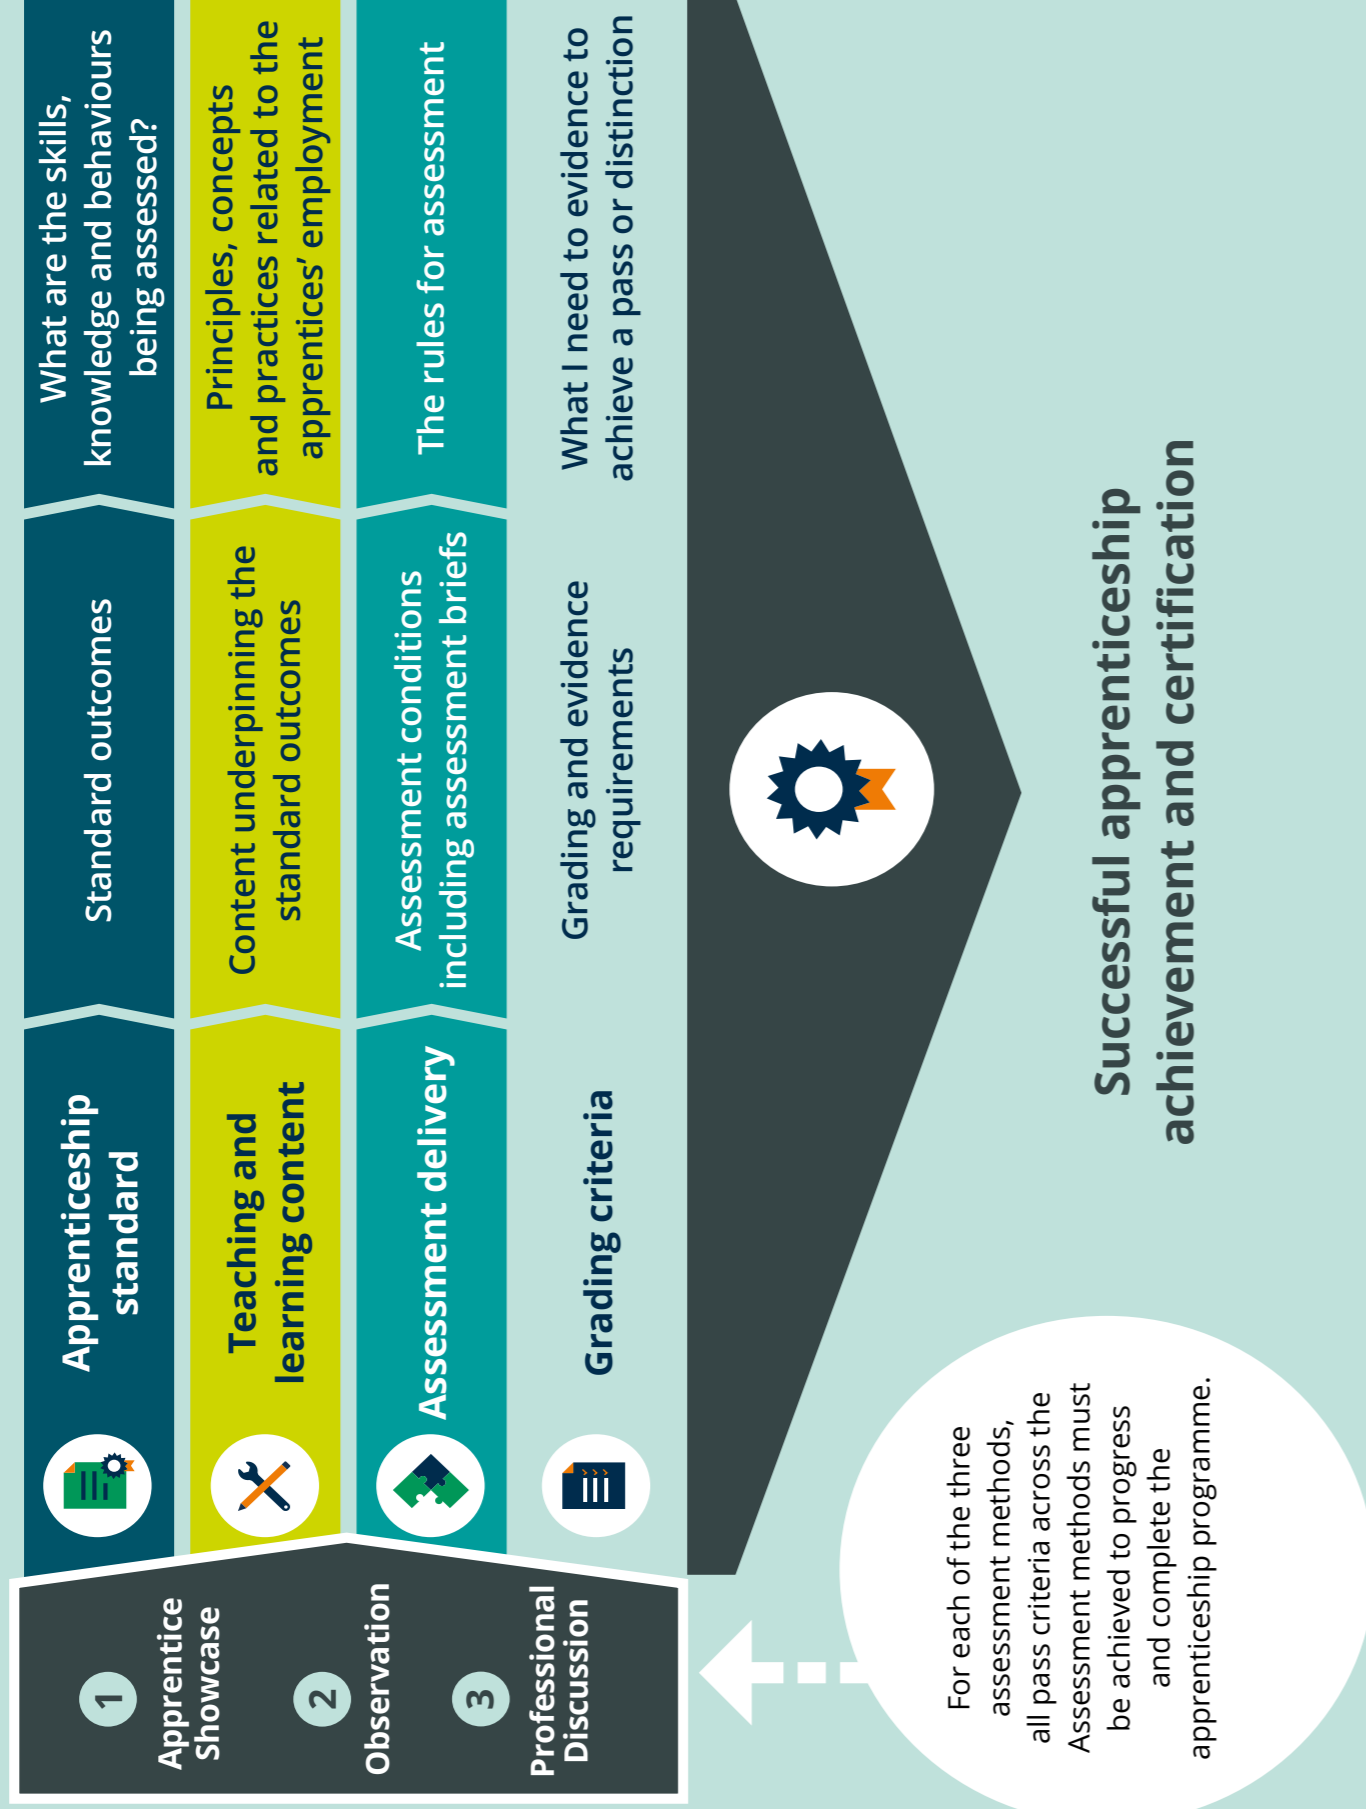 1
Apprentice
Showcase
2
Observation
3
Professional
Discussion
Apprenticeship
standard
Standard outcomes
What are the skills,
knowledge and behaviours
being assessed?
Teaching and
learning content
Content underpinning the
standard outcomes
Principles, concepts
and practices related to the
apprentices’ employment
Assessment delivery
Assessment conditions
including assessment briefs
The rules for assessment
Grading criteria
Grading and evidence
requirements
What I need to evidence to
achieve a pass or distinction
For each of the three
assessment methods,
all pass criteria across the
Assessment methods must
be achieved to progress
and complete the
apprenticeship programme.
Successful apprenticeship
achievement and certification